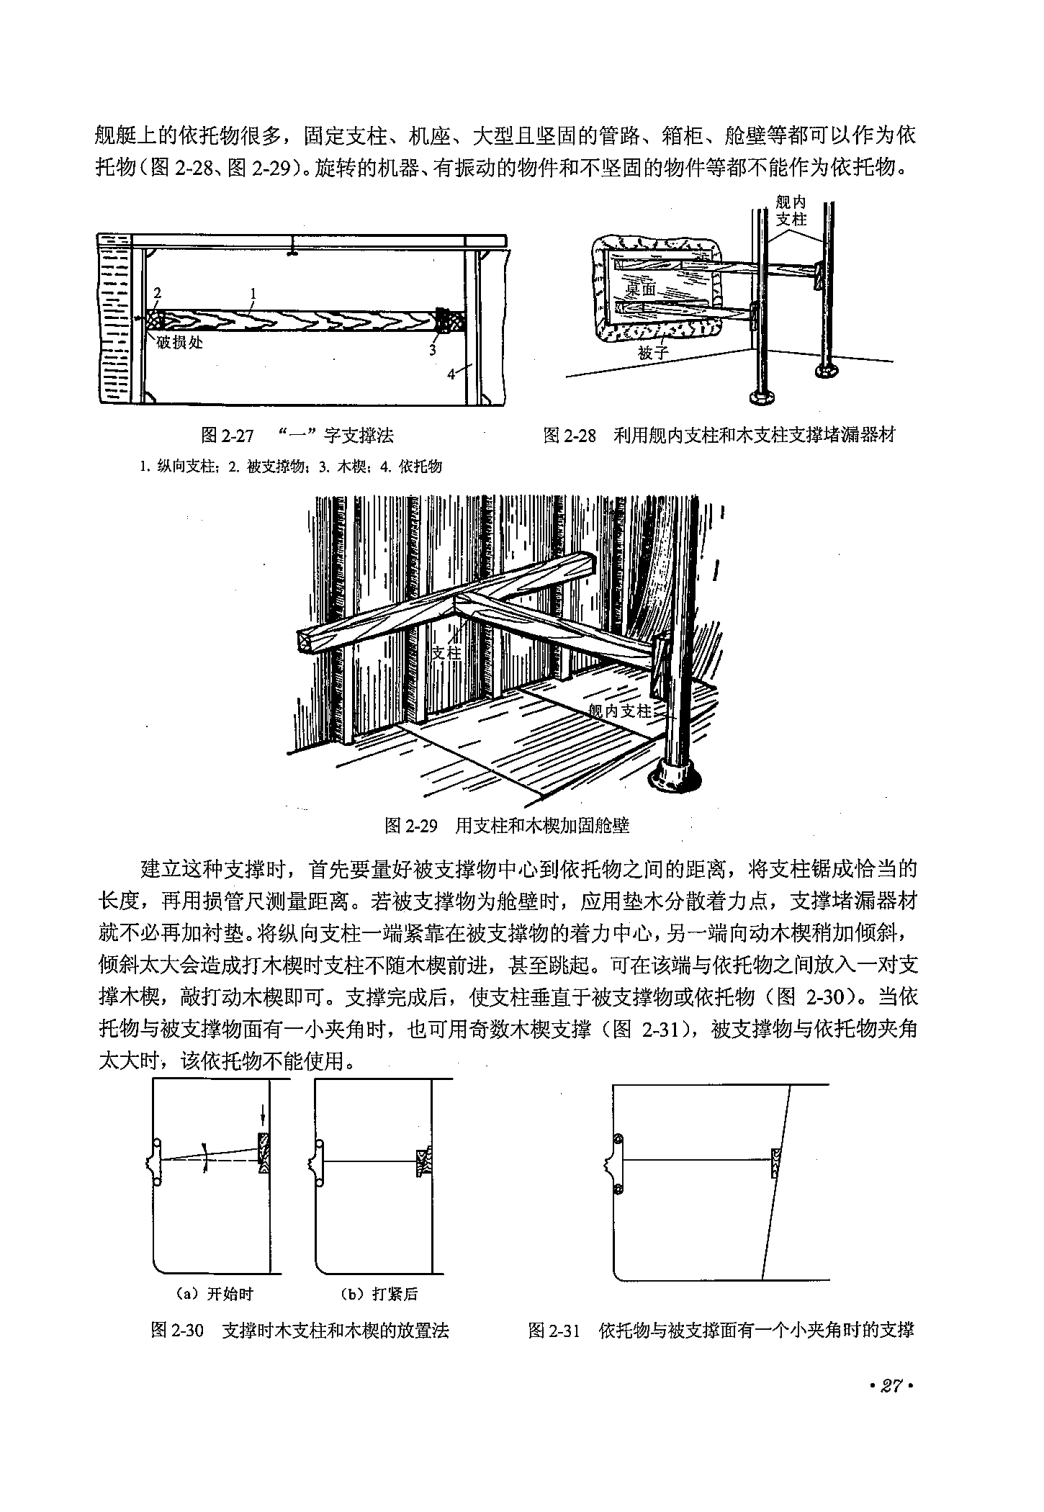 舰艇上的依托物很多，固定支柱、机座、大型且坚固的管路、箱柜、舱壁等都可以作为依
托物（图 2-28、图 2-29）。旋转的机器、有振动的物件和不坚固的物件等都不能作为依托物。
2
1
破损处
3
4
舰内
支柱
桌面
被子
图 2-27 “一”字支撑法
1. 纵向支柱；2. 被支撑物；3. 木楔；4. 依托物
图 2-28 利用舰内支柱和木支柱支撑堵漏器材
支柱
舰内支柱
图 2-29 用支柱和木楔加固舱壁
建立这种支撑时，首先要量好被支撑物中心到依托物之间的距离，将支柱锯成恰当的
长度，再用损管尺测量距离。若被支撑物为舱壁时，应用垫木分散着力点，支撑堵漏器材
就不必再加衬垫。将纵向支柱一端紧靠在被支撑物的着力中心，另一端向动木楔稍加倾斜，
倾斜太大会造成打木楔时支柱不随木楔前进，甚至跳起。可在该端与依托物之间放入一对支
撑木楔，敲打动木楔即可。支撑完成后，使支柱垂直于被支撑物或依托物（图 2-30）。当依
托物与被支撑物面有一小夹角时，也可用奇数木楔支撑（图 2-31），被支撑物与依托物夹角
太大时，该依托物不能使用。
（a）开始时
（b）打紧后
图 2-30 支撑时木支柱和木楔的放置法
图 2-31 依托物与被支撑面有一个小夹角时的支撑
·27·